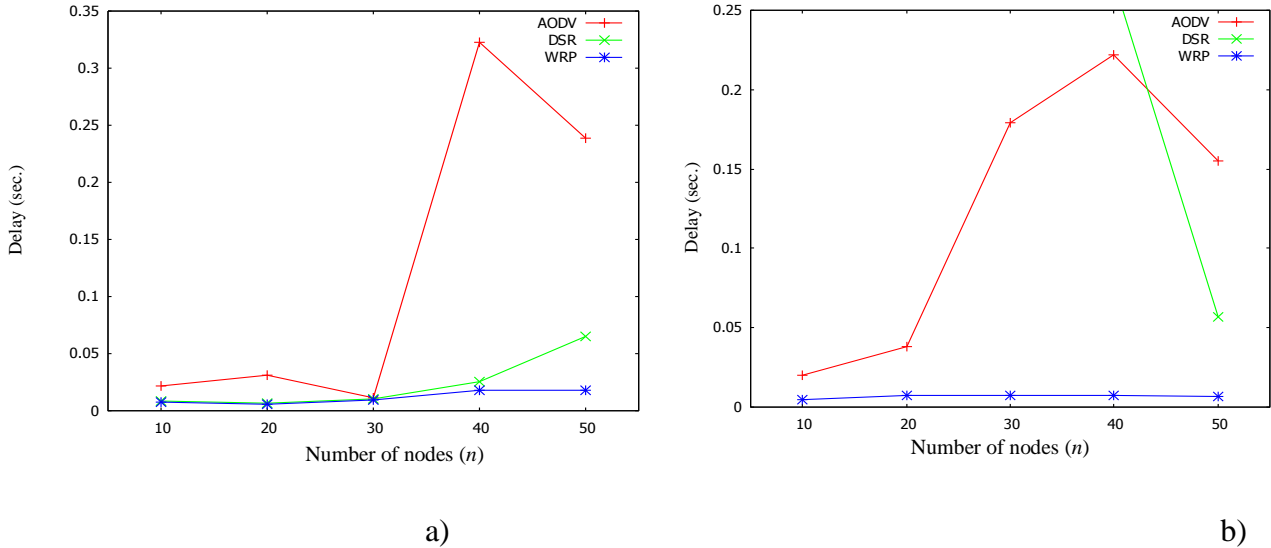 0.35
0.3
0.25
0.2
0.15
0.1
0.05
0
Delay (sec.)
AODV
DSR
WRP
10 20 30 40 50
Number of nodes (n)
a)
0.25
0.2
0.15
0.1
0.05
0
Delay (sec.)
AODV
DSR
WRP
10 20 30 40 50
Number of nodes (n)
b)